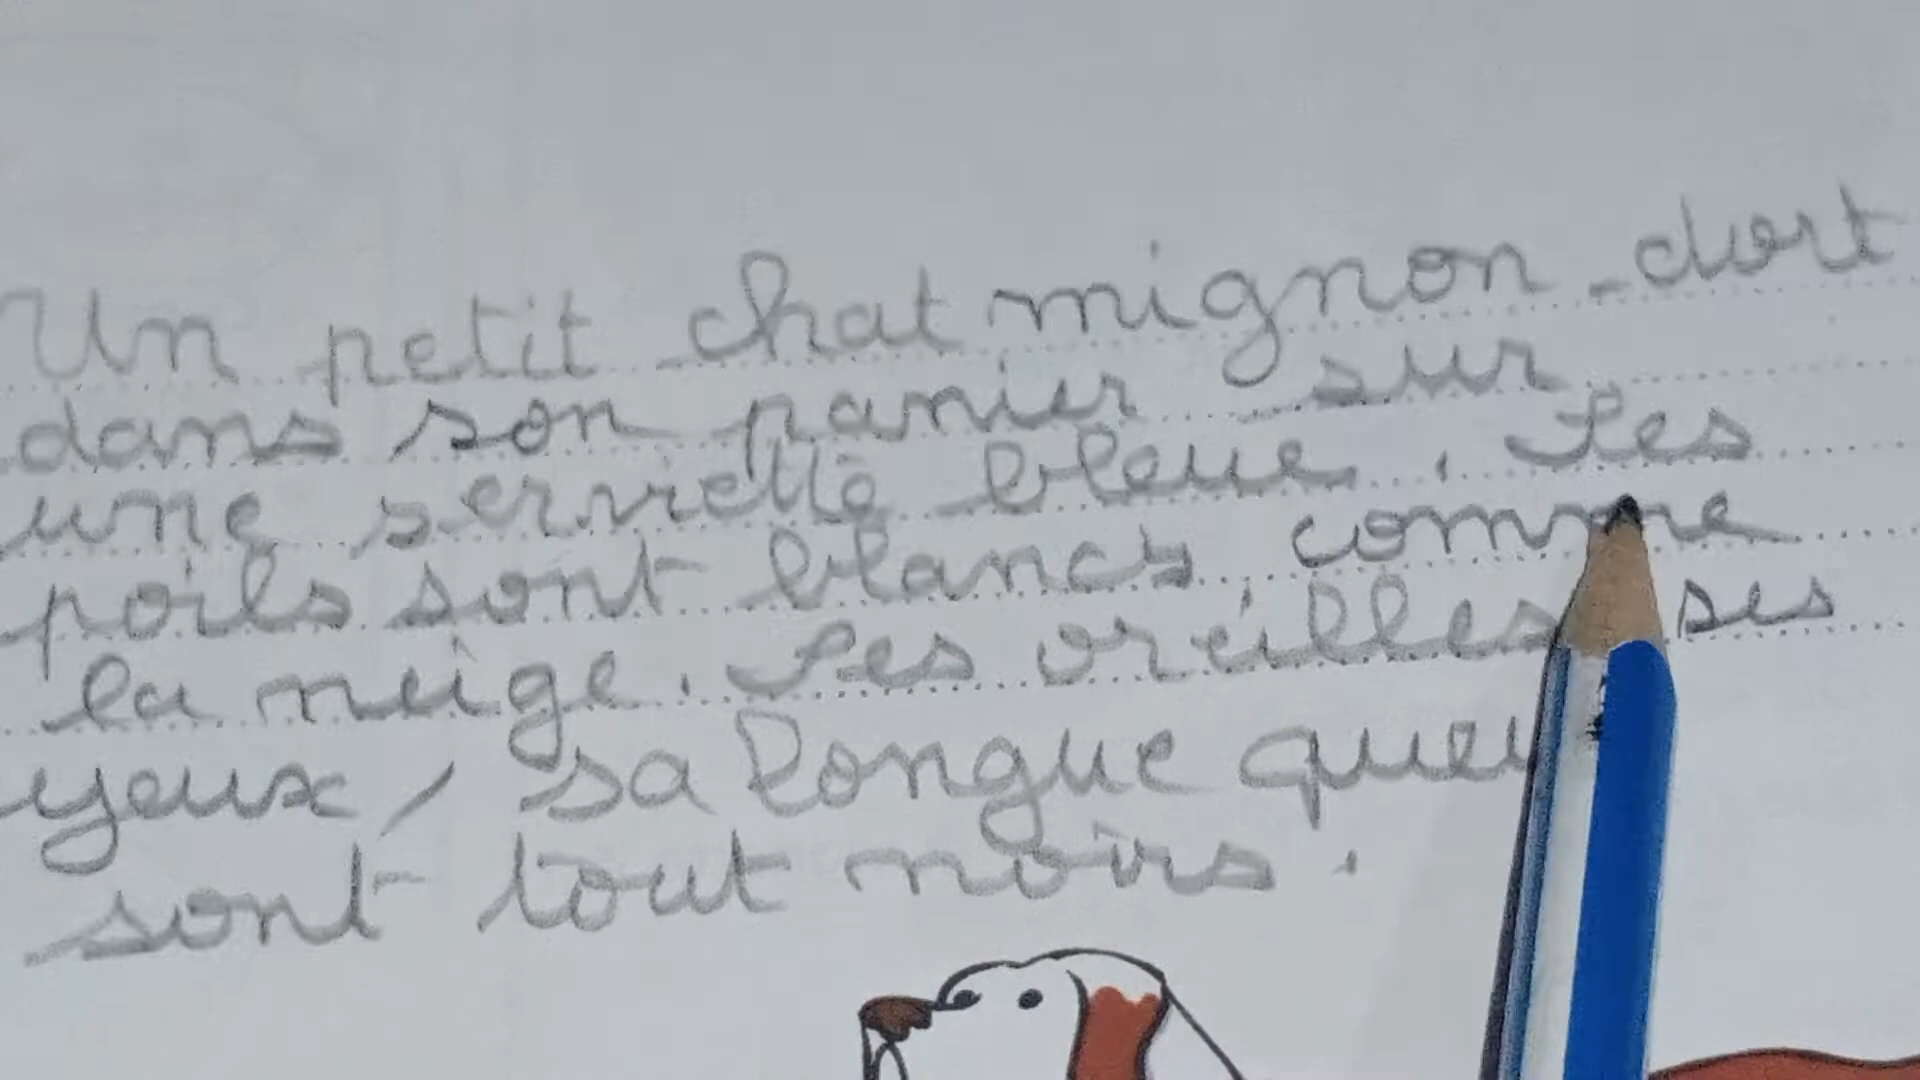 Un petit chat mignon dort
dans son panier sur
une serviette bleue. Ses
poils sont blancs comme
la neige. Ses oreilles ses
yeux, sa longue
sont tout noirs.